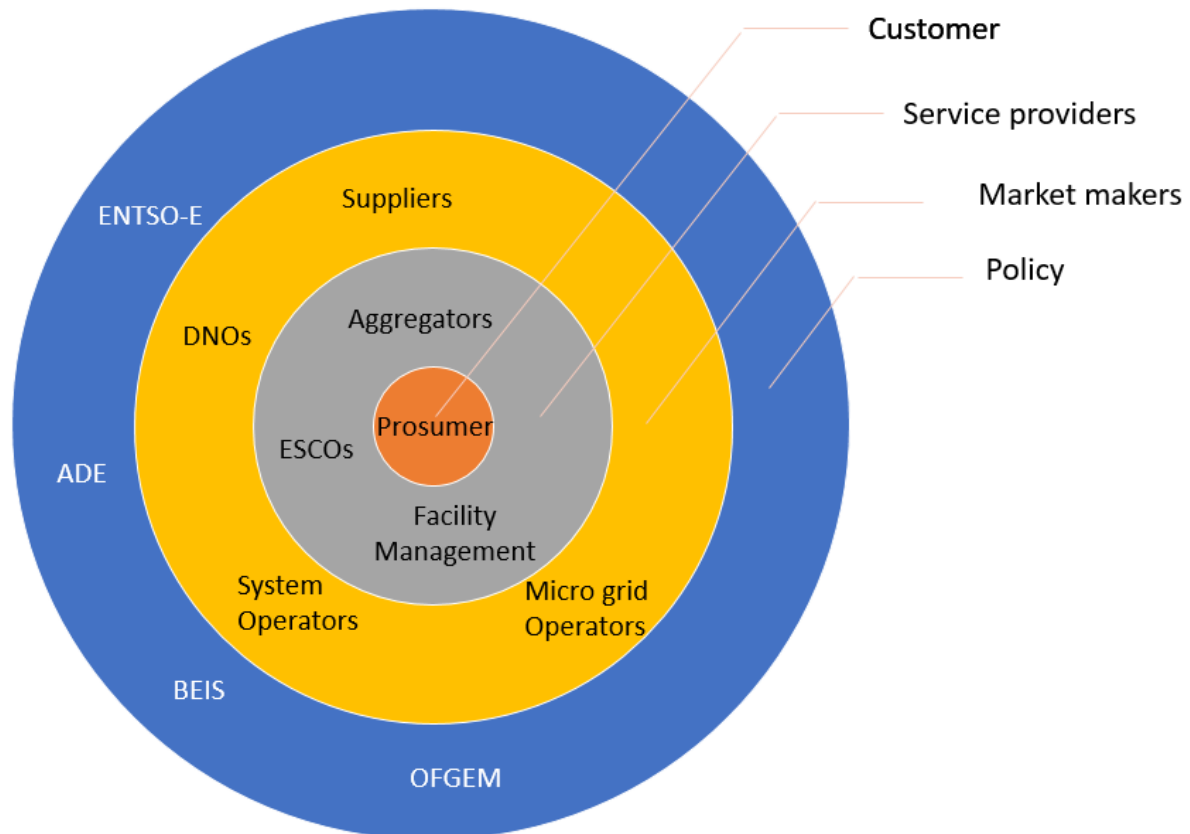 Customer
Service providers
Market makers
Policy
ENTSO-E
Suppliers
DNOs
Aggregators
Prosumer
ESCOs
ADE
Facility
Management
System
Operators
Micro grid
Operators
BEIS
OFGEM